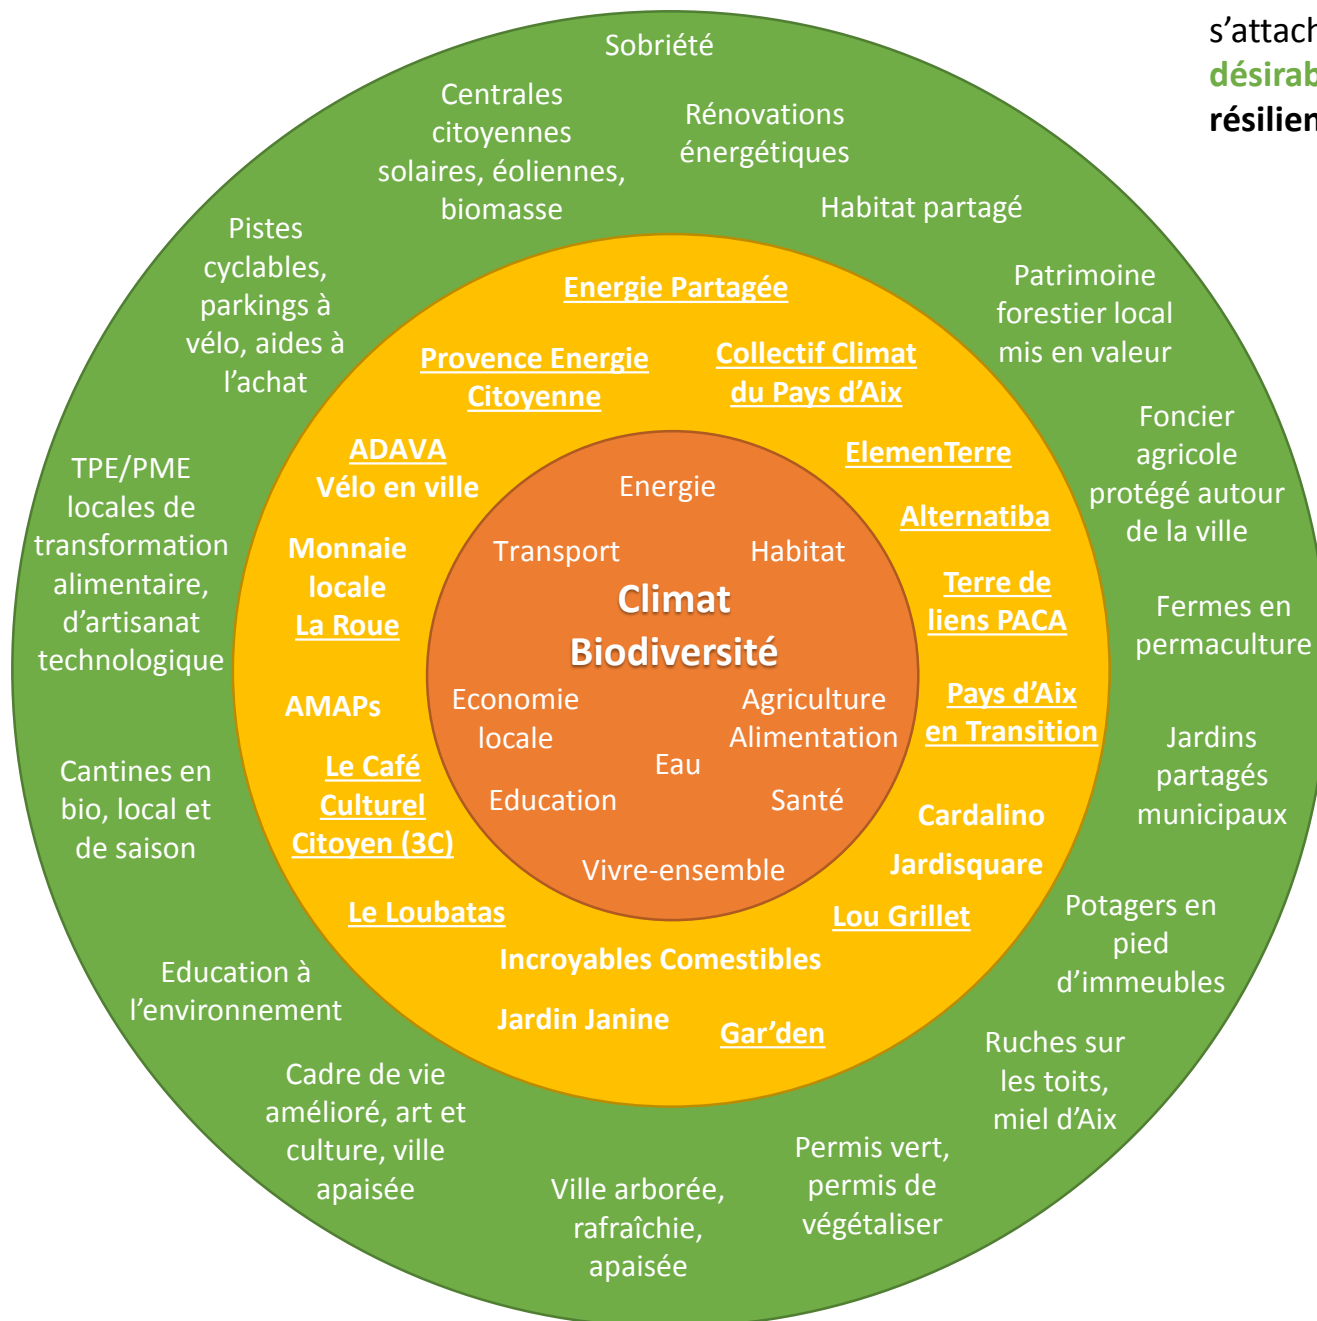 s'attach
désirab
résilien
Sobriété
Centrales
citoyennes
solaires, éoliennes,
biomasse
Rénovations
énergétiques
Habitat partagé
Pistes
cyclables,
parkings à
vélo, aides à
l'achat
Patrimoine
forestier local
mis en valeur
TPE/PME
locales de
transformation
alimentaire,
d'artisanat
technologique
Foncier
agricole
protégé autour
de la ville
Fermes en
permaculture
Cantines en
bio, local et
de saison
Jardins
partagés
municipaux
Potagers en
pied
d'immeubles
Education à
l'environnement
Ruches sur
les toits,
miel d'Aix
Cadre de vie
amélioré, art et
culture, ville
apaisée
Permis vert,
permis de
végétaliser
Ville arborée,
rafraîchie,
apaisée
Energie Partagée
Provence Energie
Citoyenne
Collectif Climat
du Pays d'Aix
ADAVA
Vélo en ville
ElemenTerre
Alternatiba
Monnaie
locale
La Roue
Terre de
liens PACA
AMAPs
Pays d'Aix
en Transition
Le Café
Culturel
Citoyen (3C)
Cardalino
Jardisquare
Le Loubatas
Lou Grillet
Incroyables Comestibles
Jardin Janine
Gar'den
Energie
Transport
Habitat
Climat
Biodiversité
Economie
locale
Agriculture
Alimentation
Eau
Education
Santé
Vivre-ensemble